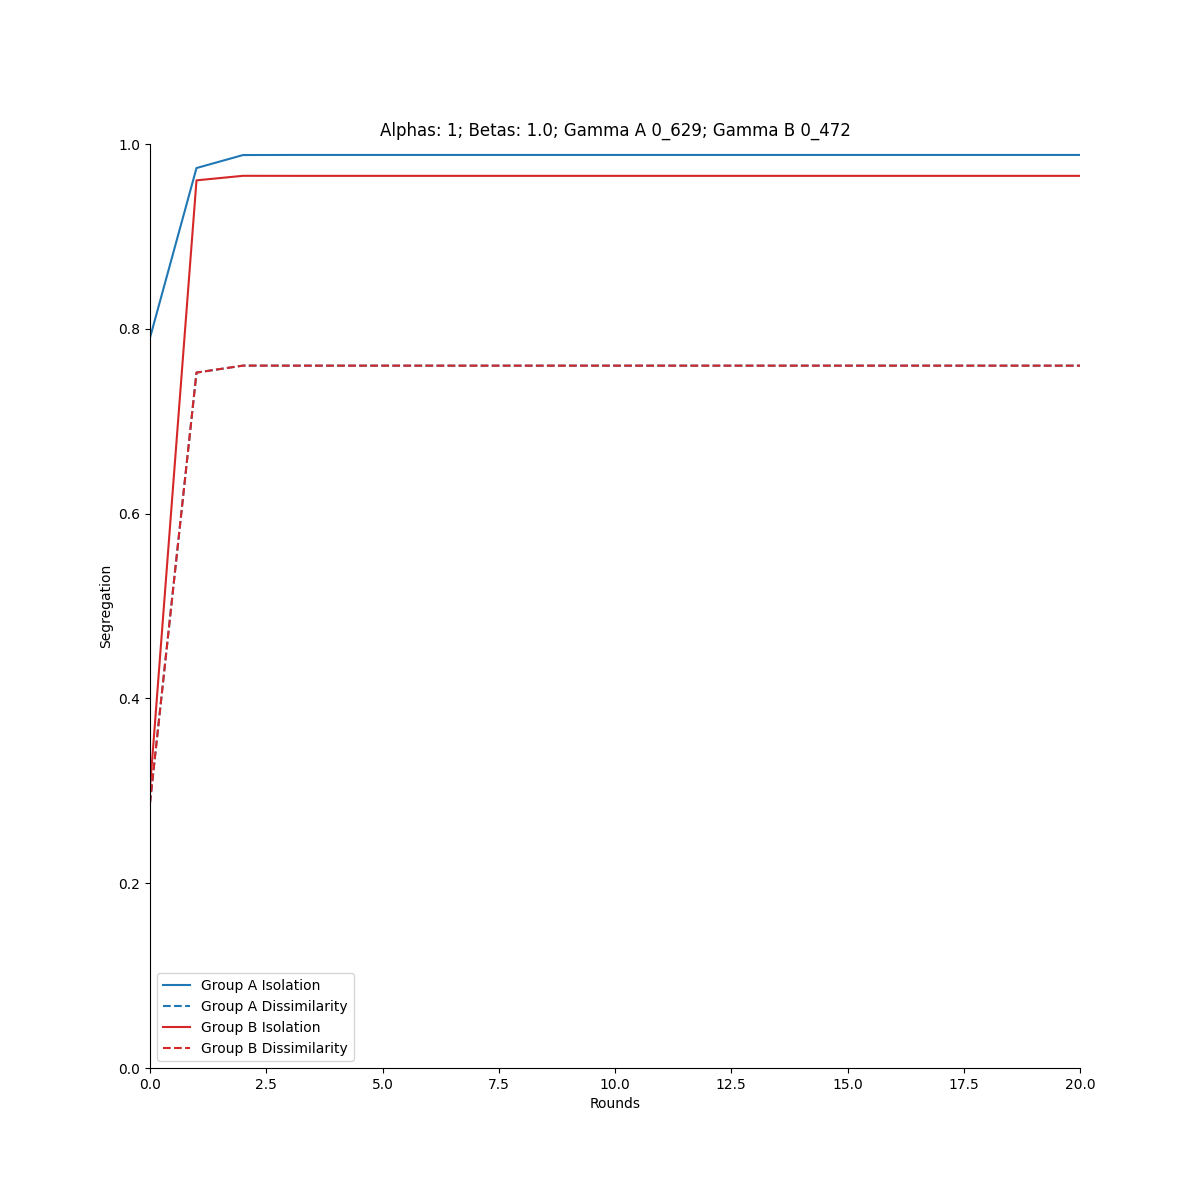 Alphas: 1; Betas: 1.0; Gamma A 0_629; Gamma B 0_472
1.0
0.8
0.6
0.4
0.2
0.0
Segregation
Group A Isolation
Group A Dissimilarity
Group B Isolation
Group B Dissimilarity
0.0 2.5 5.0 7.5 10.0 12.5 15.0 17.5 20.0
Rounds